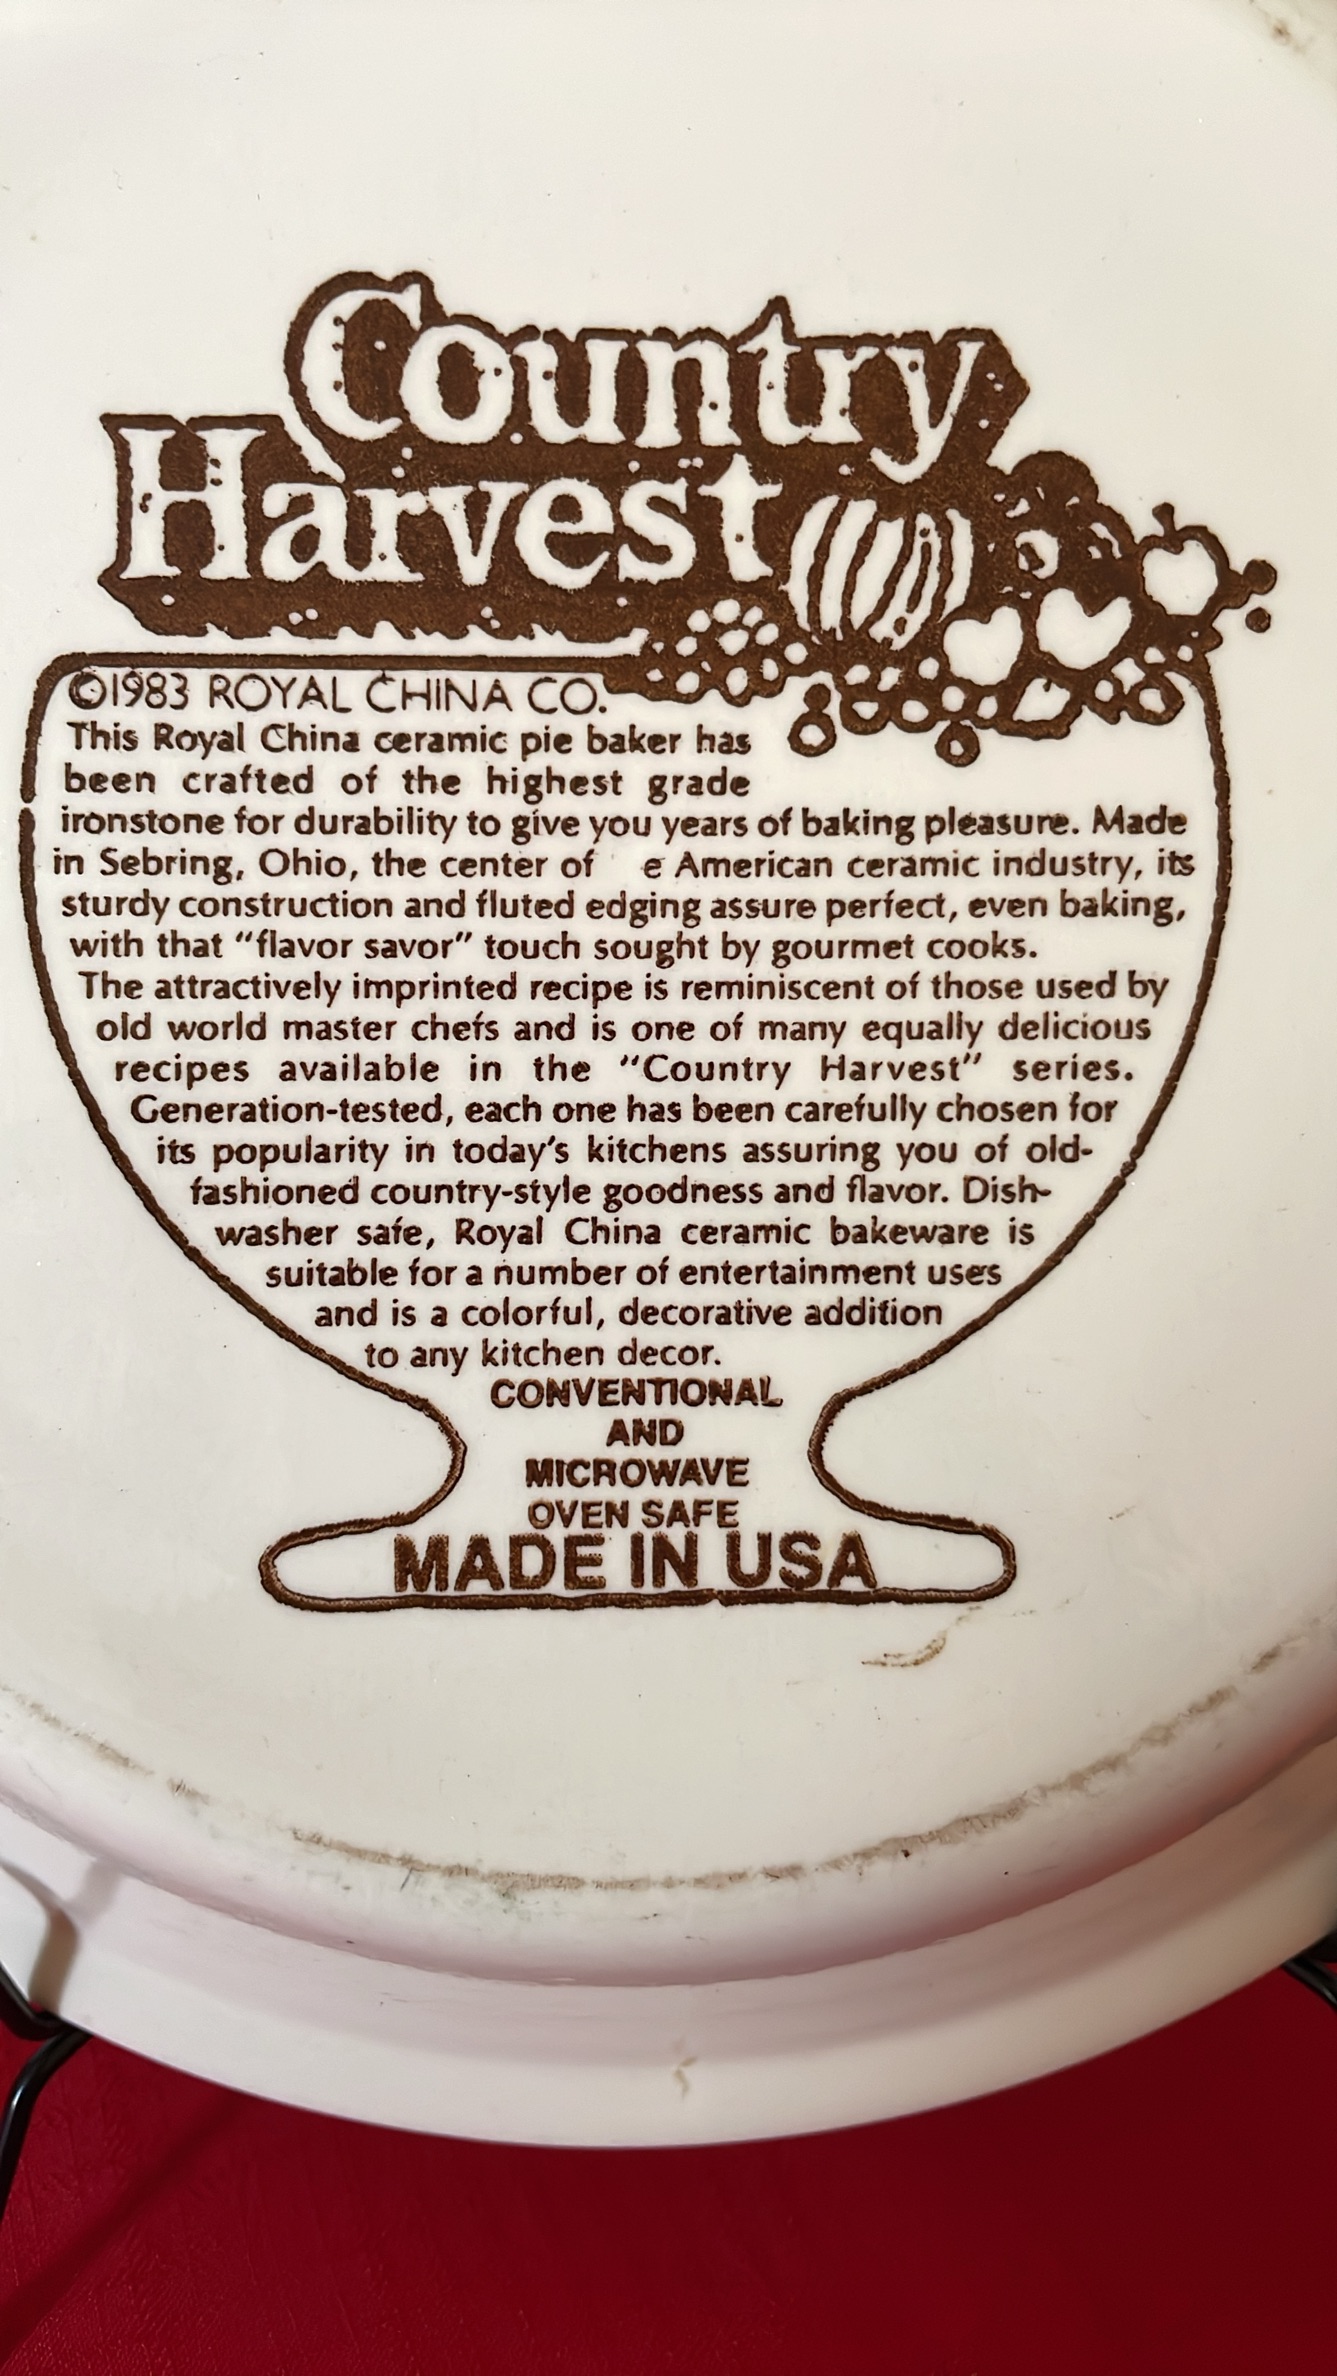 Country
Harvest
©1983 ROYAL CHINA CO.
This Royal China ceramic pie baker has
been crafted of the highest grade
ironstone for durability to give you years of baking pleasure. Made
in Sebring, Ohio, the center of e American ceramic industry, its
sturdy construction and fluted edging assure perfect, even baking,
with that "flavor savor" touch sought by gourmet cooks.
The attractively imprinted recipe is reminiscent of those used by
old world master chefs and is one of many equally delicious
recipes available in the "Country Harvest" series.
Generation-tested, each one has been carefully chosen for
its popularity in today's kitchens assuring you of old-
fashioned country-style goodness and flavor. Dish-
washer safe, Royal China ceramic bakeware is
suitable for a number of entertainment uses
and is a colorful, decorative addition
to any kitchen decor.
CONVENTIONAL
AND
MICROWAVE
OVEN SAFE
MADE IN USA